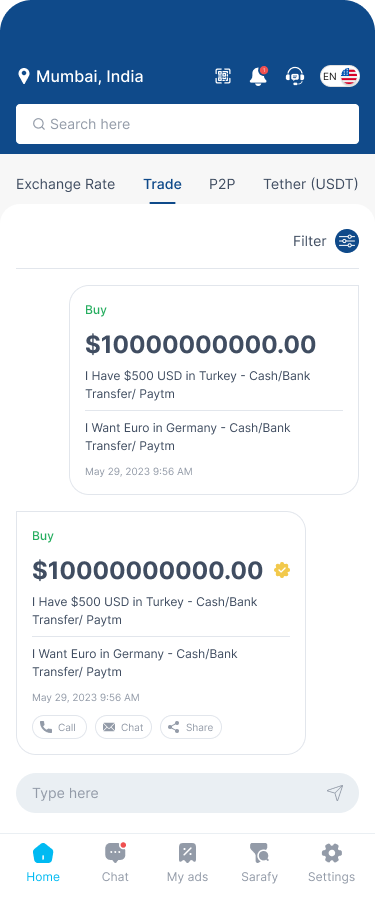 Mumbai, India
1
EN
Search here
Exchange Rate Trade P2P Tether (USDT)
Filter
Buy
$10000000000.00
I Have $500 USD in Turkey - Cash/Bank
Transfer/ Paytm
I Want Euro in Germany - Cash/Bank
Transfer/ Paytm
May 29, 2023 9:56 AM
Buy
$10000000000.00
I Have $500 USD in Turkey - Cash/Bank
Transfer/ Paytm
I Want Euro in Germany - Cash/Bank
Transfer/ Paytm
May 29, 2023 9:56 AM
Call Chat Share
Type here
Home Chat My ads Sarafy Settings